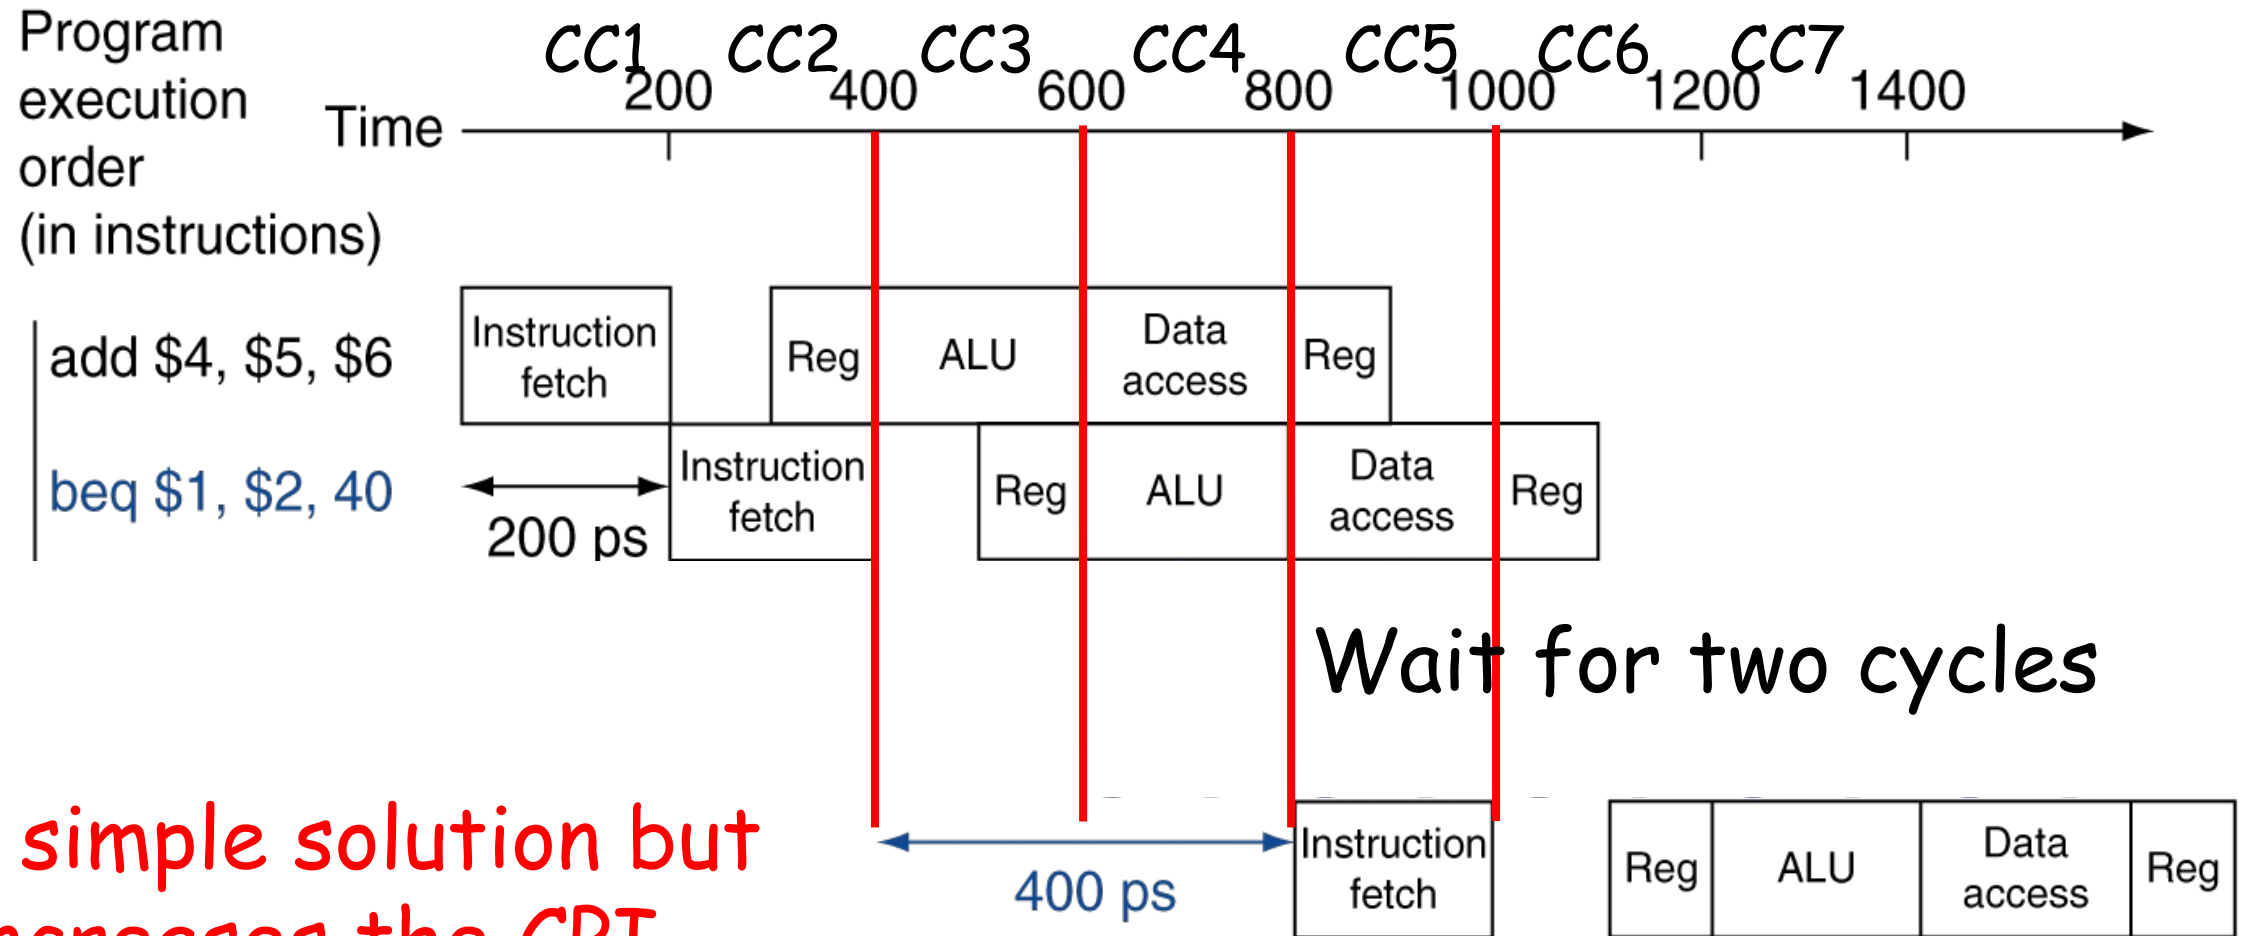 Program
execution
order
(in instructions)
CC1 CC2 CC3 CC4 CC5 CC6 CC7
Time 200 400 600 800 1000 1200 1400
add $4, $5, $6
Instruction
fetch
Reg
ALU
Data
access
Reg
beq $1, $2, 40
200 ps
Instruction
fetch
Reg
ALU
Data
access
Reg
Wait for two cycles
simple solution but
the CPI
400 ps
Instruction
fetch
Reg
ALU
Data
access
Reg